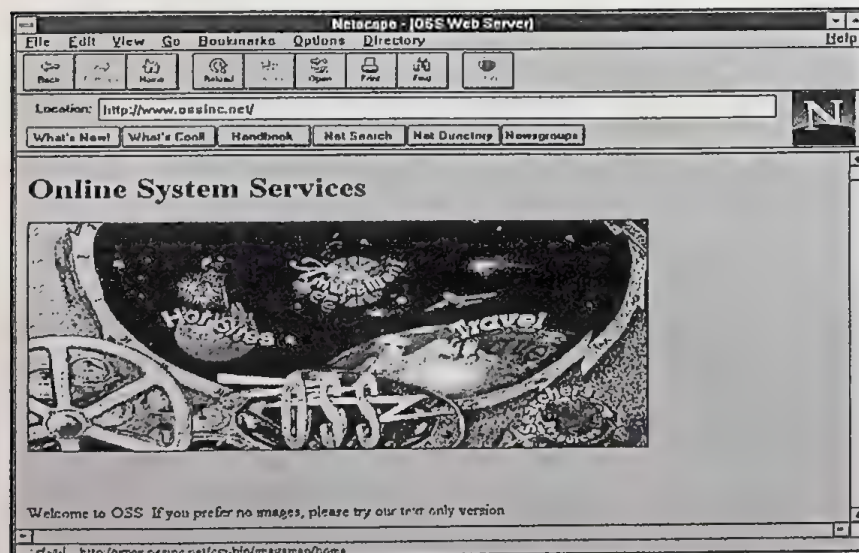 Netscape - [OSS Web Server]
File Edit View Go Bookmarks Options Directory Help
Back Home Reload Open Print Find
Location: http://www.ossinc.net/
What's New! What's Cool! Handbook Net Search Net Directory Newsgroups
N
Online System Services
Hot Sites
Travel
OSS
Welcome to OSS. If you prefer no images, please try our text only version